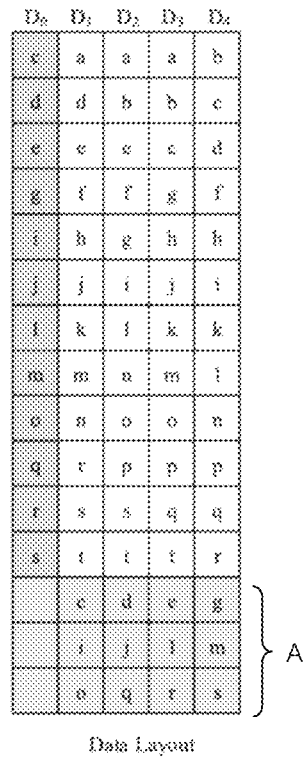 D₀ D₁ D₂ D₃ D₄
c a a a b
d d b b c
e e e c d
g f f g f
i h g h h
j j i j i
l k l k k
m m n m l
o n o o n
q r p p p
r s s q q
s t t t r
c d e g
i j l m
o q r s
A
Data Layout